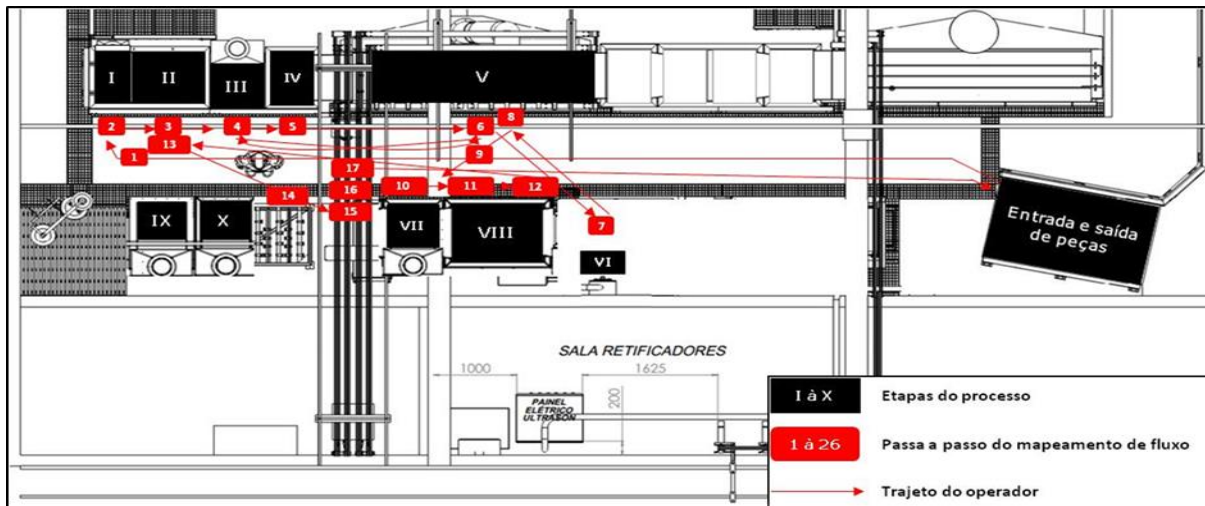 I
II
III
IV
V
2
3
4
5
6
8
1
13
9
17
14
16
10
11
12
15
7
IX
X
VII
VIII
VI
Entrada e saída
de peças
SALA RETIFICADORES
1000
1625
200
PAINEL
ELÉTRICO
ULTRASON
I à X
Etapas do processo
1 à 26
Passa a passo do mapeamento de fluxo
Trajeto do operador